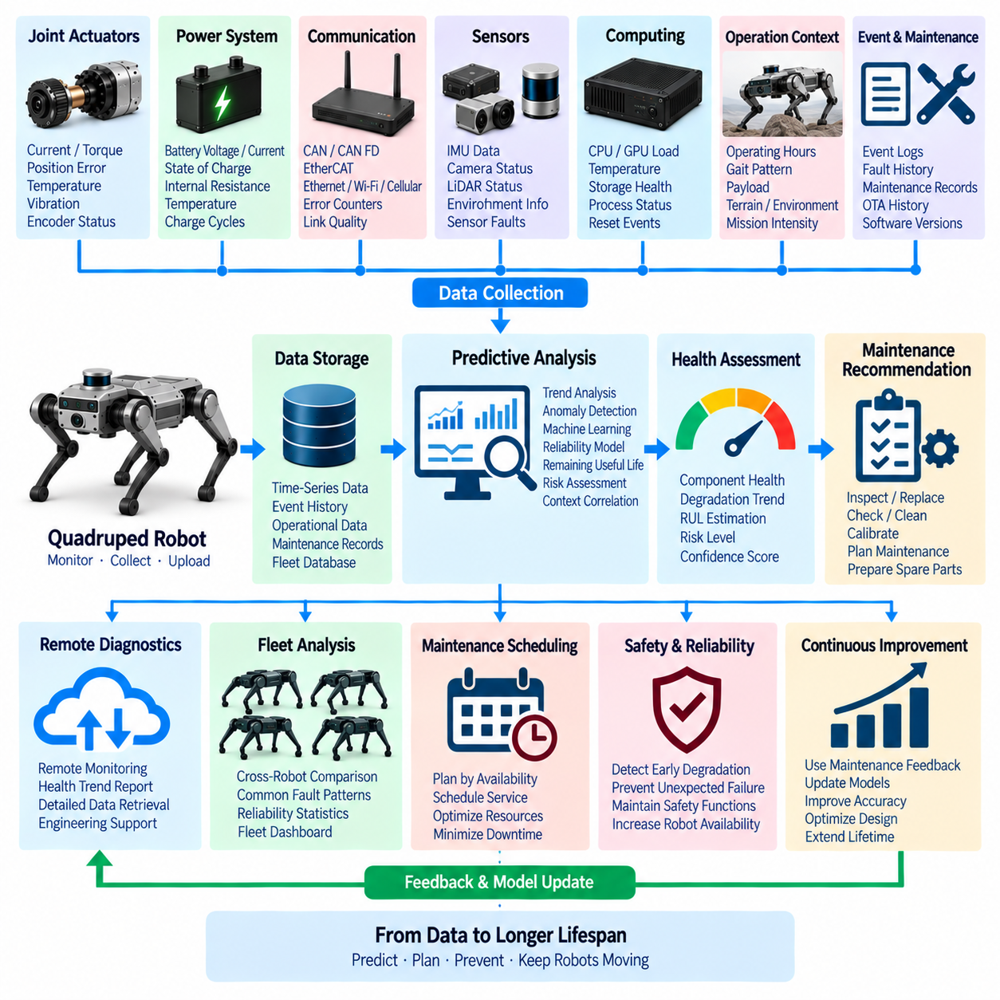 Joint Actuators
Current / Torque
Position Error
Temperature
Vibration
Encoder Status
Power System
Battery Voltage / Current
State of Charge
Internal Resistance
Temperature
Charge Cycles
Communication
CAN / CAN FD
EtherCAT
Ethernet / Wi-Fi / Cellular
Error Counters
Link Quality
Sensors
IMU Data
Camera Status
LiDAR Status
Envirohment Info
Sensor Faults
Computing
CPU / GPU Load
Temperature
Storage Health
Process Status
Reset Events
Operation Context
Operating Hours
Gait Pattern
Payload
Terrain / Environment
Mission Intensity
Event & Maintenance
Event Logs
Fault History
Maintenance Records
OTA History
Software Versions
Data Collection
Quadruped Robot
Monitor · Collect · Upload
Data Storage
Time-Series Data
Event History
Operational Data
Maintenance Records
Fleet Database
Predictive Analysis
Trend Analysis
Anomaly Detection
Machine Learning
Reliability Model
Remaining Useful Life
Risk Assessment
Context Correlation
Health Assessment
Component Health
Degradation Trend
RUL Estimation
Risk Level
Confidence Score
Maintenance
Recommendation
Inspect / Replace
Check / Clean
Calibrate
Plan Maintenance
Prepare Spare Parts
Remote Diagnostics
Remote Monitoring
Health Trend Report
Detailed Data Retrieval
Engineering Support
Fleet Analysis
Cross-Robot Comparison
Common Fault Patterns
Reliability Statistics
Fleet Dashboard
Maintenance Scheduling
Plan by Availability
Schedule Service
Optimize Resources
Minimize Downtime
Safety & Reliability
Detect Early Degradation
Prevent Unexpected Failure
Maintain Safety Functions
Increase Robot Availability
Continuous Improvement
Use Maintenance Feedback
Update Models
Improve Accuracy
Optimize Design
Extend Lifetime
Feedback & Model Update
From Data to Longer Lifespan
Predict · Plan · Prevent · Keep Robots Moving